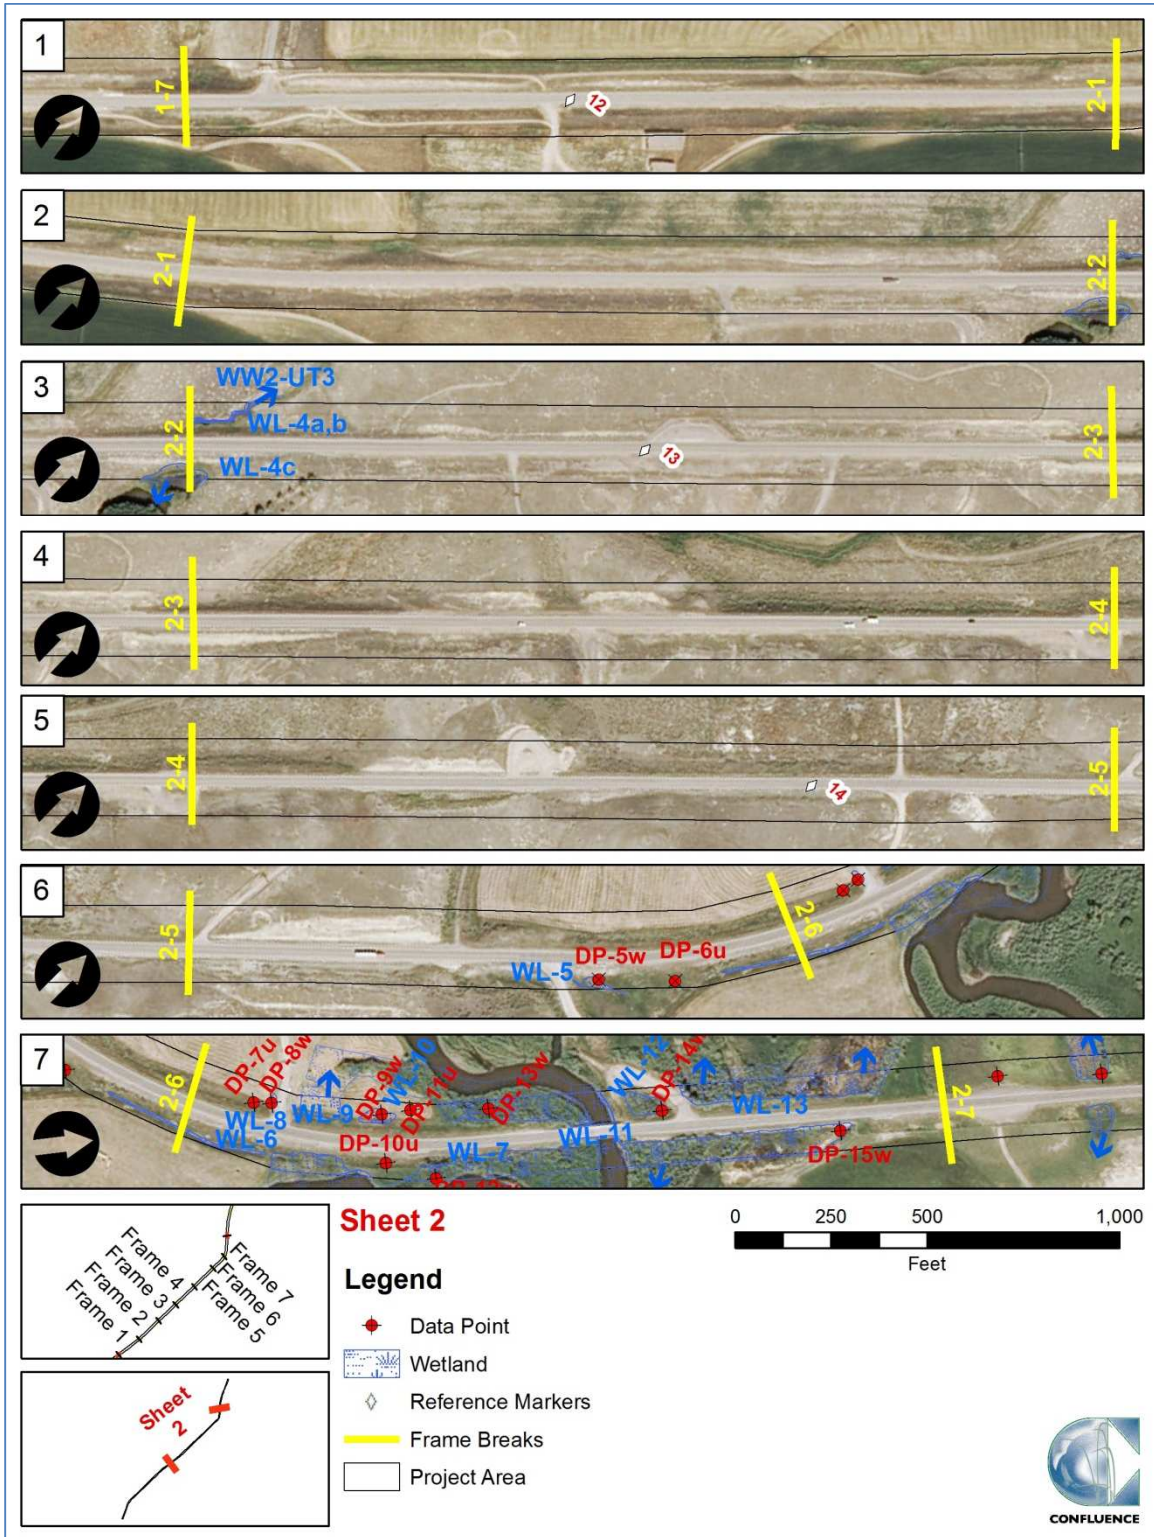 1
1-7
12
2-1
2
2-1
2-2
3
WW2-UT3
2-2
WL-4a,b
WL-4c
13
2-3
4
2-3
2-4
5
2-4
14
2-5
6
2-5
WL-5
DP-5w
DP-6u
2-6
7
2-6
DP-7u
DP-8w
WL-8
WL-6
WL-9
DP-9w
WL-10
DP-11u
DP-10u
WL-7
DP-13w
WL-11
WL-12
DP-14w
WL-13
DP-15w
2-7
Frame 4
Frame 3
Frame 2
Frame 1
Frame 7
Frame 6
Frame 5
Sheet 2
0 250 500 1,000
Feet
Legend
Data Point
Wetland
Reference Markers
Frame Breaks
Project Area
Sheet
2
CONFLUENCE